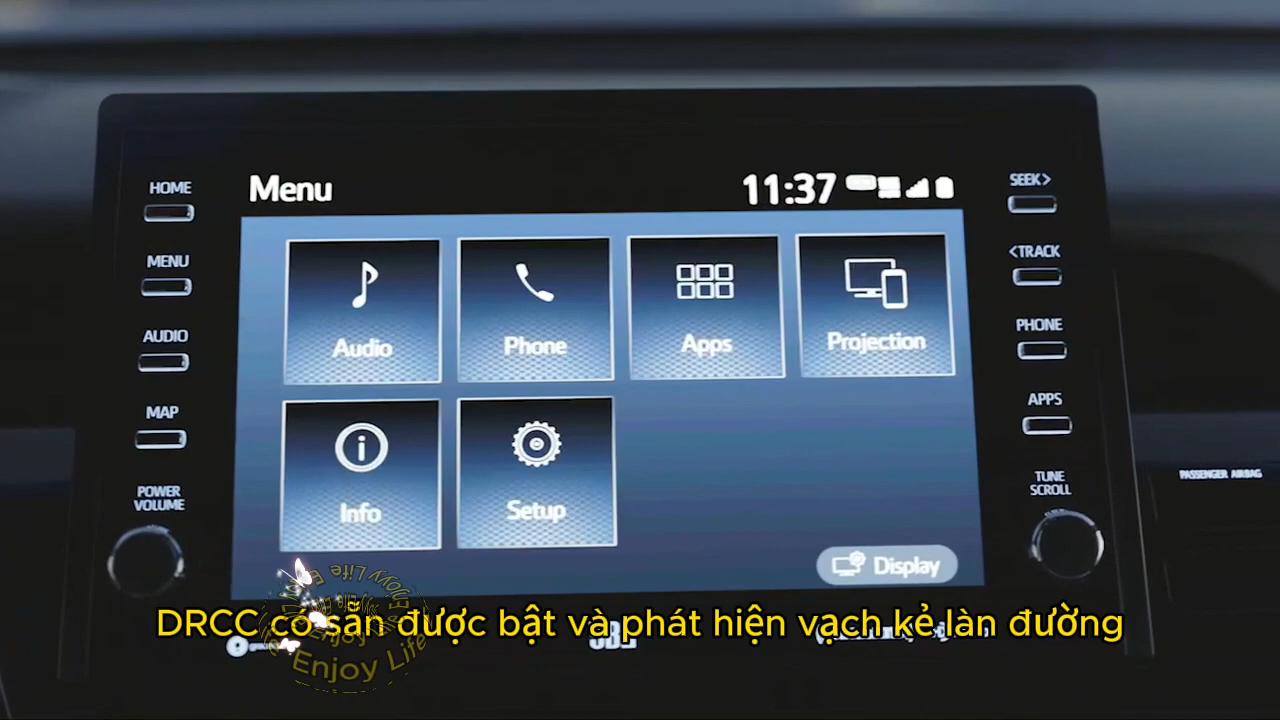 HOME
MENU
AUDIO
MAP
POWER
VOLUME
Menu
11:37
Audio
Phone
Apps
Projection
Info
Setup
Display
SEEK>
<TRACK
PHONE
APPS
TUNE
SCROLL
PASSENGER AIRBAG
DRCC có sẵn được bật và phát hiện vạch kẻ làn đường
JBL
Enjoy Life